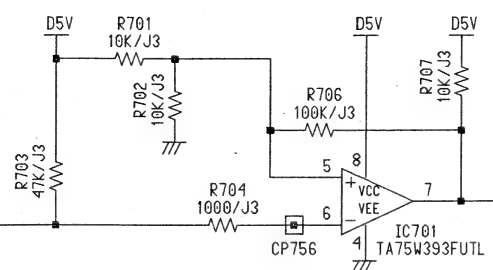 D5V
R701
10K/J3
R702
10K/J3
R703
47K/J3
R704
1000/J3
CP756
D5V
R706
100K/J3
D5V
R707
10K/J3
5
8
+
VCC
VEE
7
6
−
4
IC701
TA75W393FUTL